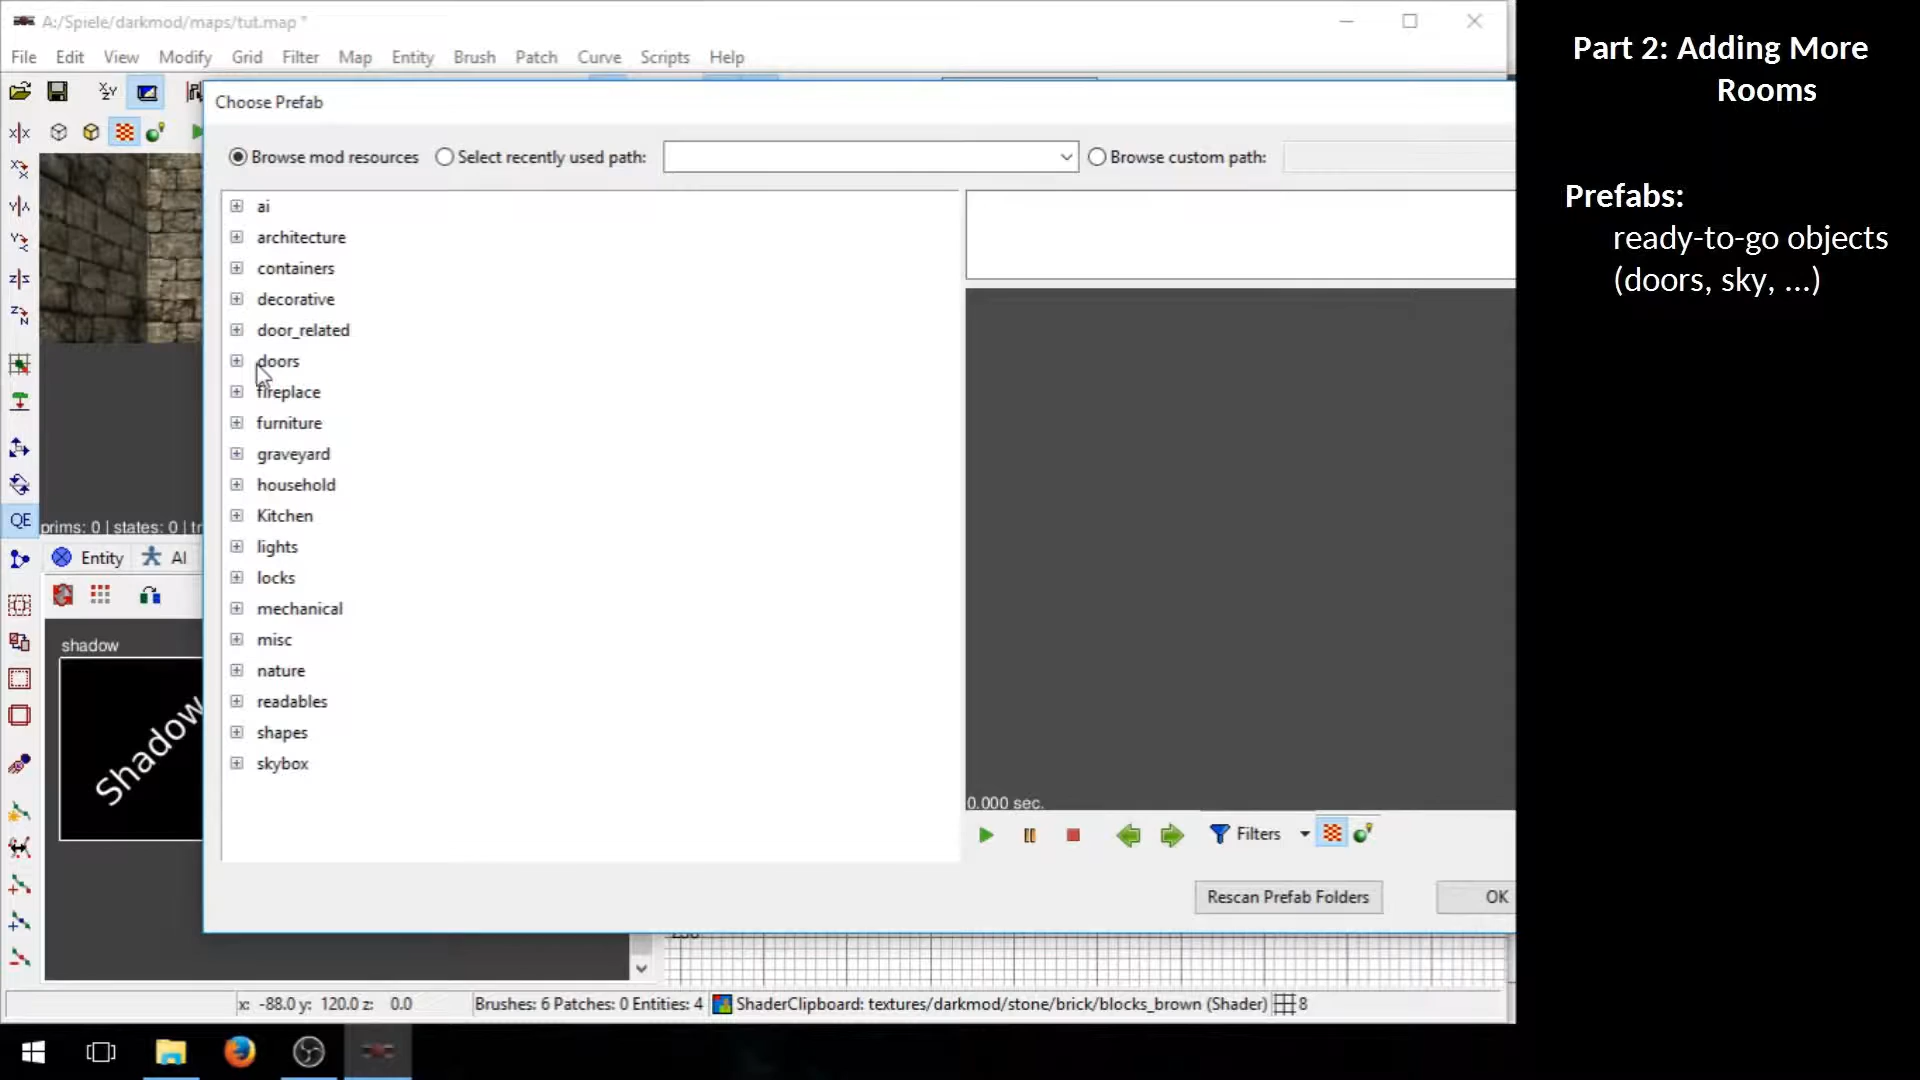 A:/Spiele/darkmod/maps/tut.map *
File Edit View Modify Grid Filter Map Entity Brush Patch Curve Scripts Help
Choose Prefab
Browse mod resources Select recently used path: Browse custom path:
ai
architecture
containers
decorative
door_related
doors
fireplace
furniture
graveyard
household
Kitchen
lights
locks
mechanical
misc
nature
readables
shapes
skybox
QE
prims: 0 | states: 0 | tr
Entity AI
shadow
Shadow
0.000 sec.
Filters
Rescan Prefab Folders OK
x: -88.0 y: 120.0 z: 0.0 Brushes: 6 Patches: 0 Entities: 4 ShaderClipboard: textures/darkmod/stone/brick/blocks_brown (Shader) 8
Part 2: Adding More
Rooms
Prefabs:
ready-to-go objects
(doors, sky, ...)